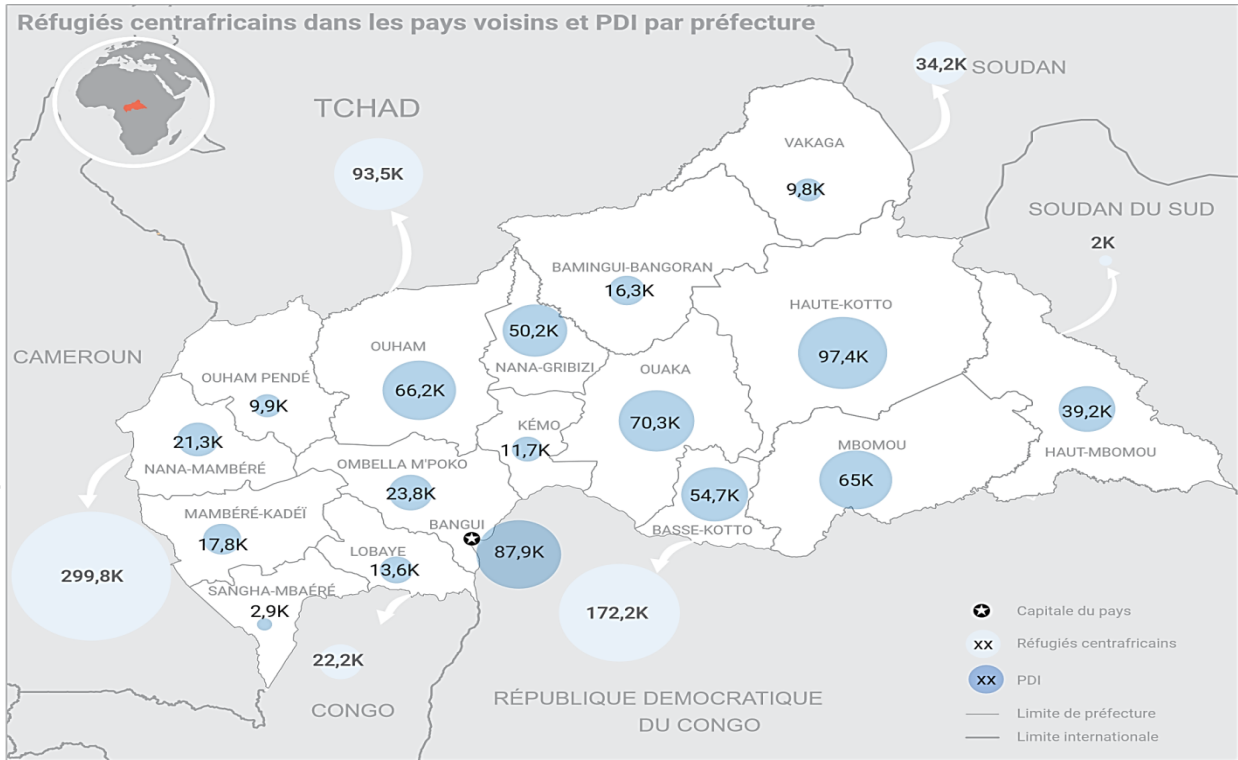 Réfugiés centrafricains dans les pays voisins et PDI par préfecture
34,2K
SOUDAN
TCHAD
93,5K
VAKAGA
9,8K
SOUDAN DU SUD
2K
BAMINGUI-BANGORAN
16,3K
HAUTE-KOTTO
97,4K
50,2K
NANA-GRIBIZI
CAMEROUN
OUHAM
66,2K
OUHAM PENDÉ
9,9K
OUAKA
70,3K
39,2K
HAUT-MBOMOU
21,3K
NANA-MAMBÉRÉ
KÉMO
11,7K
MBOMOU
65K
OMBELLA M'POKO
23,8K
54,7K
BASSE-KOTTO
MAMBÉRÉ-KADÉÏ
17,8K
BANGUI
87,9K
LOBAYE
13,6K
299,8K
SANGHA-MBAÉRÉ
2,9K
172,2K
22,2K
CONGO
RÉPUBLIQUE DEMOCRATIQUE
DU CONGO
Capitale du pays
xx Réfugiés centrafricains
xx PDI
Limite de préfecture
Limite internationale